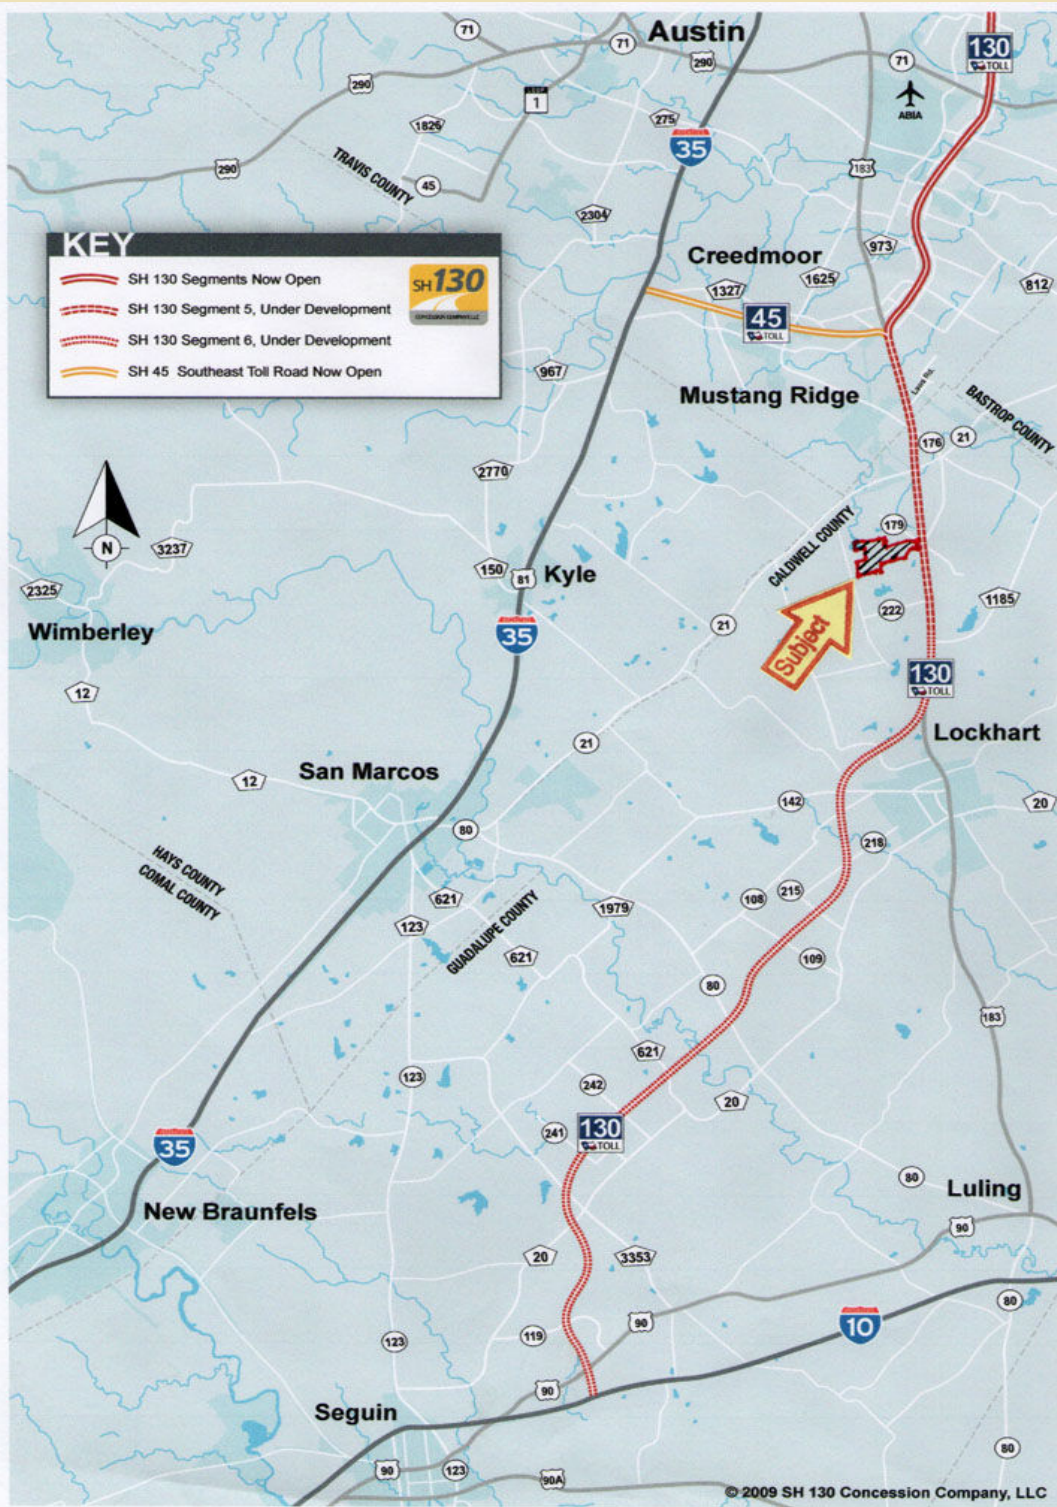 Austin
71
71
290
71
130
TOLL
290
LOOP
1
ABIA
1826
275
35
TRAVIS COUNTY
290
183
45
2304
KEY
SH 130 Segments Now Open
SH 130 Segment 5, Under Development
SH 130 Segment 6, Under Development
SH 45 Southeast Toll Road Now Open
SH 130
CONCESSION COMPANY, LLC
973
Creedmoor
1625
1327
812
45
TOLL
967
Mustang Ridge
BASTROP COUNTY
176
21
2770
N
3237
CALDWELL COUNTY
179
150
81
Kyle
2325
1185
222
Wimberley
35
21
Subject
130
TOLL
12
Lockhart
21
San Marcos
12
142
20
80
218
HAYS COUNTY
COMAL COUNTY
621
108
215
1979
123
GUADALUPE COUNTY
621
109
80
183
621
123
242
20
130
TOLL
241
35
80
Luling
New Braunfels
90
20
3353
80
90
10
119
123
90
Seguin
80
90
123
90A
© 2009 SH 130 Concession Company, LLC